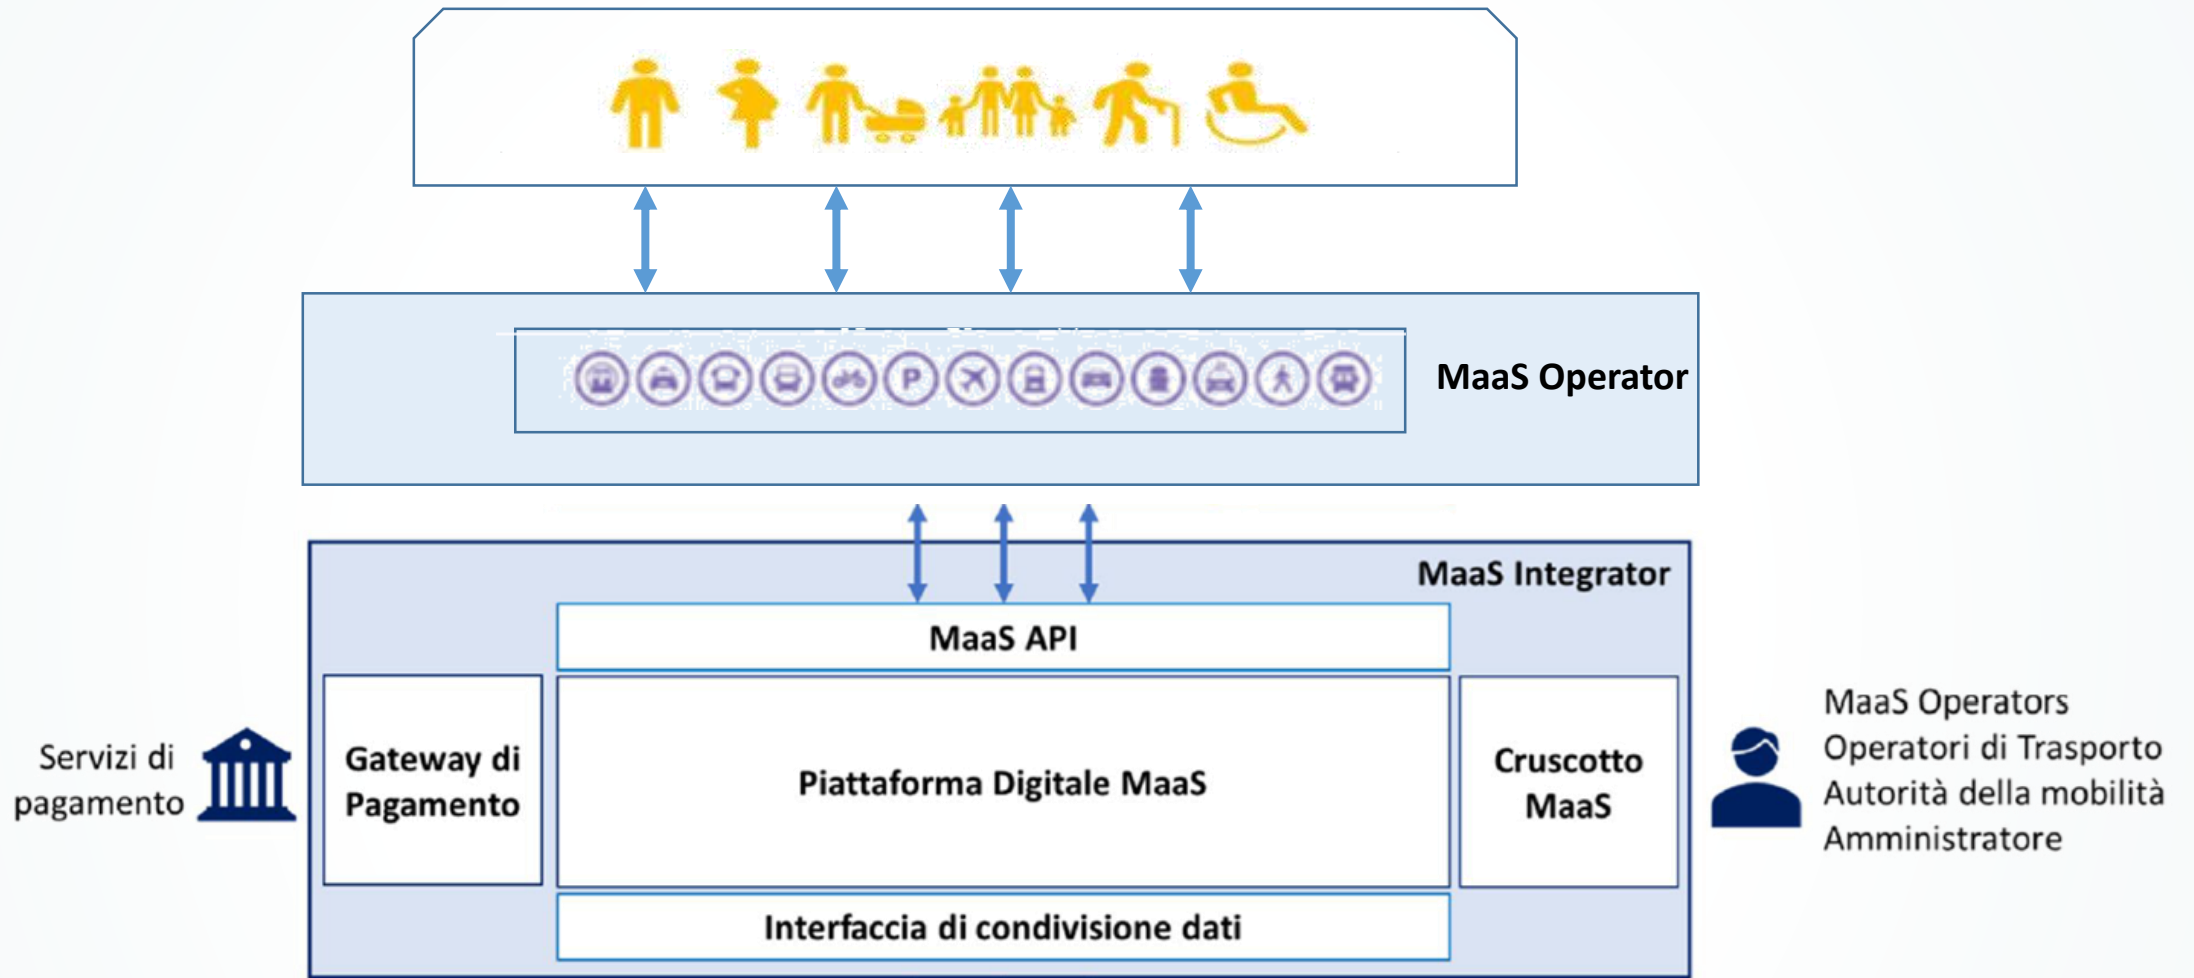 P
MaaS Operator
MaaS Integrator
MaaS API
Servizi di
pagamento
Gateway di
Pagamento
Piattaforma Digitale MaaS
Cruscotto
MaaS
MaaS Operators
Operatori di Trasporto
Autorità della mobilità
Amministratore
Interfaccia di condivisione dati